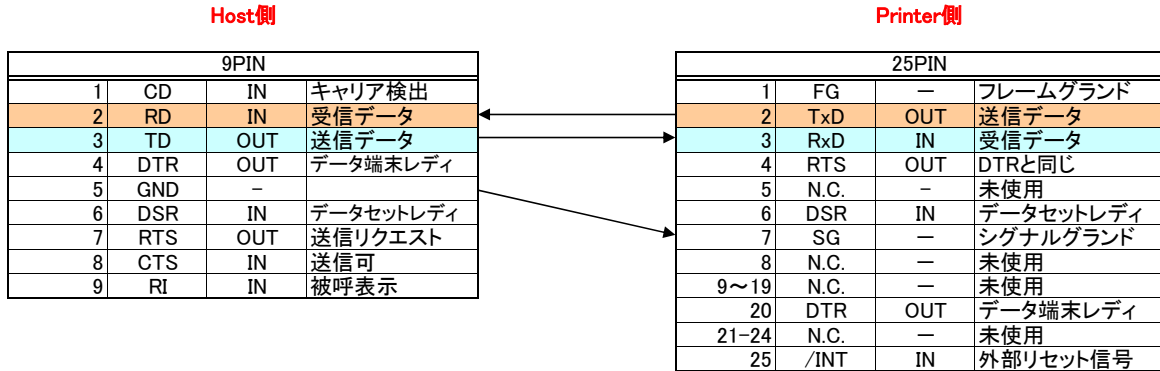 Host側
Printer側
9PIN
1 CD IN キャリア検出
2 RD IN 受信データ
3 TD OUT 送信データ
4 DTR OUT データ端末レディ
5 GND -
6 DSR IN データセットレディ
7 RTS OUT 送信リクエスト
8 CTS IN 送信可
9 RI IN 被呼表示
25PIN
1 FG ― フレームグランド
2 TxD OUT 送信データ
3 RxD IN 受信データ
4 RTS OUT DTRと同じ
5 N.C. - 未使用
6 DSR IN データセットレディ
7 SG ― シグナルグランド
8 N.C. ― 未使用
9～19 N.C. ― 未使用
20 DTR OUT データ端末レディ
21-24 N.C. ― 未使用
25 /INT IN 外部リセット信号